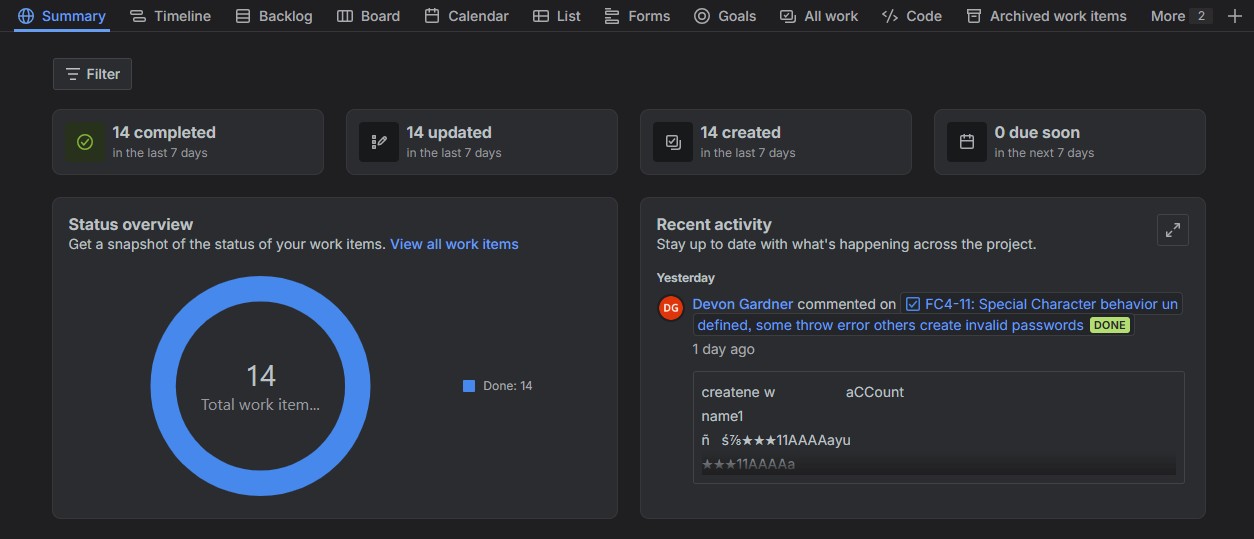 Summary Timeline Backlog Board Calendar List Forms Goals All work Code Archived work items More 2
Filter
14 completed
in the last 7 days
14 updated
in the last 7 days
14 created
in the last 7 days
0 due soon
in the next 7 days
Status overview
Get a snapshot of the status of your work items. View all work items
14
Total work item...
Done: 14
Recent activity
Stay up to date with what's happening across the project.
Yesterday
DG
Devon Gardner commented on FC4-11: Special Character behavior un
defined, some throw error others create invalid passwords DONE
1 day ago
createne w aCCount
name1
ñ ś⅞★★★11AAAAayu
★★★11AAAAa